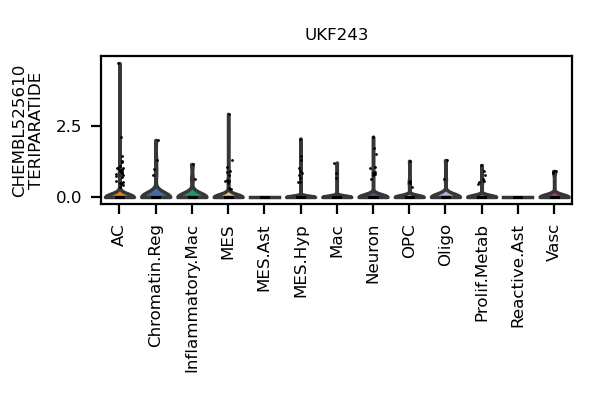 UKF243
CHEMBL525610
TERIPARATIDE
2.5
0.0
AC
Chromatin.Reg
Inflammatory.Mac
MES
MES.Ast
MES.Hyp
Mac
Neuron
OPC
Oligo
Prolif.Metab
Reactive.Ast
Vasc